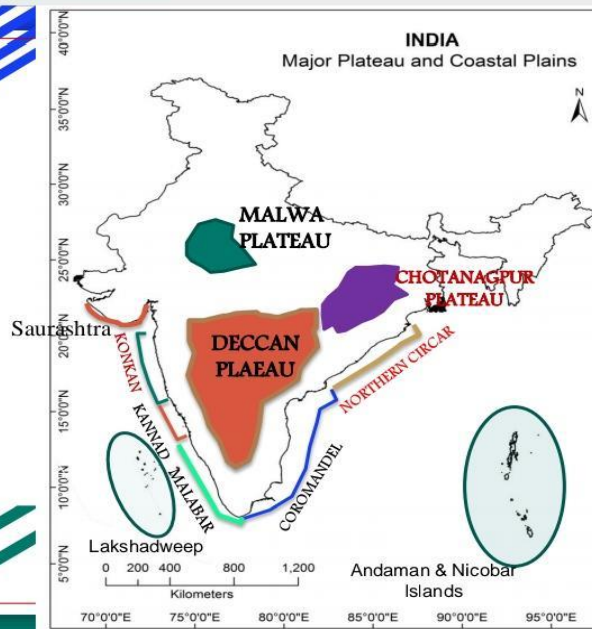 INDIA
Major Plateau and Coastal Plains
N
40°0'0"N
35°0'0"N
30°0'0"N
25°0'0"N
20°0'0"N
15°0'0"N
10°0'0"N
5°0'0"N
MALWA
PLATEAU
CHOTANAGPUR
PLATEAU
Saurashtra
DECCAN
PLAEAU
KONKAN
NORTHERN CIRCAR
KANNAD
MALABAR
COROMANDEL
Lakshadweep
Andaman & Nicobar
Islands
0 200 400 800 1,200
Kilometers
70°0'0"E 75°0'0"E 80°0'0"E 85°0'0"E 90°0'0"E 95°0'0"E